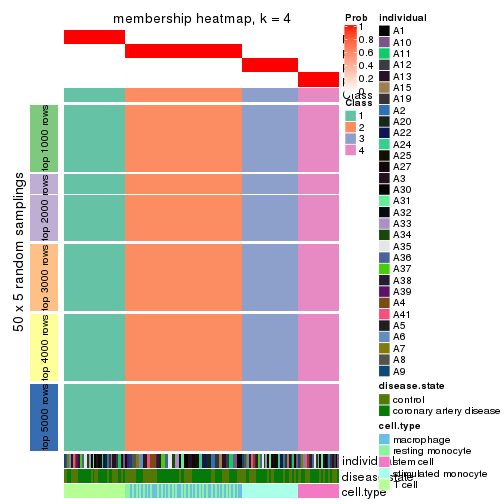 membership heatmap, k = 4
50 x 5 random samplings
top 1000 rows
top 2000 rows
top 3000 rows
top 4000 rows
top 5000 rows
Class
individual
disease.state
cell.type
Prob
1
0.8
0.6
0.4
0.2
0
Class
1
2
3
4
individual
A1
A10
A11
A12
A13
A15
A19
A2
A20
A22
A24
A25
A27
A3
A30
A31
A32
A33
A34
A35
A36
A37
A38
A39
A4
A41
A5
A6
A7
A8
A9
disease.state
control
coronary artery disease
cell.type
macrophage
resting monocyte
stem cell
stimulated monocyte
T cell